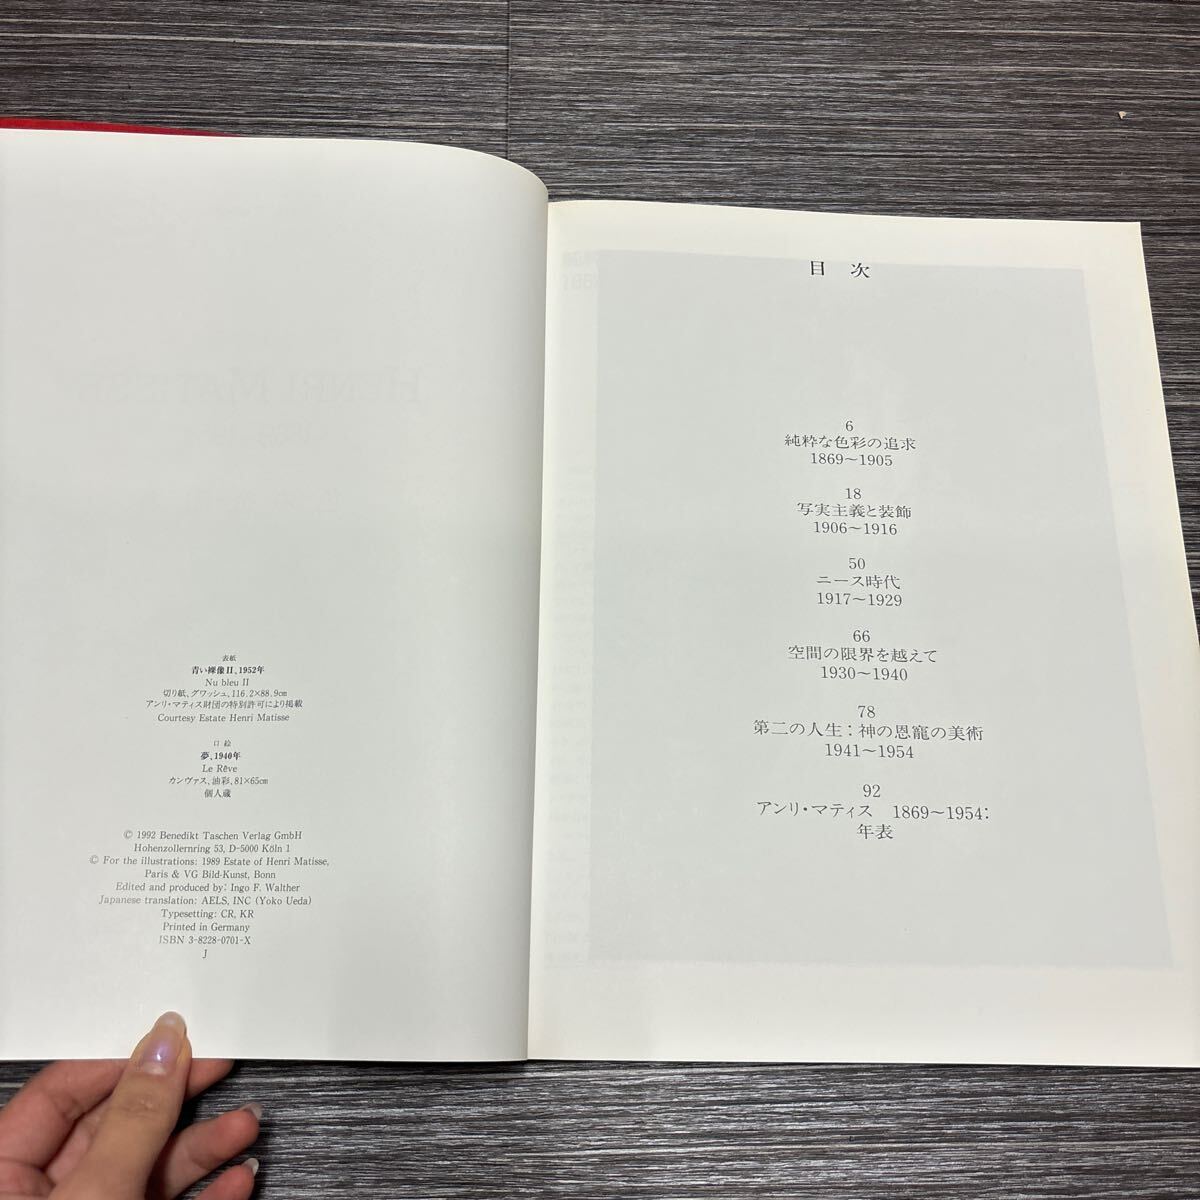 表紙
青い裸像II、1952年
Nu bleu II
切り紙、グワッシュ、116.2×88.9cm
アンリ・マティス財団の特別許可により掲載
Courtesy Estate Henri Matisse
口絵
夢、1940年
Le Rêve
カンヴァス、油彩、81×65cm
個人蔵
© 1992 Benedikt Taschen Verlag GmbH
Hohenzollernring 53, D-5000 Köln 1
© For the illustrations: 1989 Estate of Henri Matisse,
Paris & VG Bild-Kunst, Bonn
Edited and produced by: Ingo F. Walther
Japanese translation: AELS, INC (Yoko Ueda)
Typesetting: CR, KR
Printed in Germany
ISBN 3-8228-0701-X
J
目 次
6
純粋な色彩の追求
1869〜1905
18
写実主義と装飾
1906〜1916
50
ニース時代
1917〜1929
66
空間の限界を越えて
1930〜1940
78
第二の人生：神の恩寵の美術
1941〜1954
92
アンリ・マティス 1869〜1954：
年表